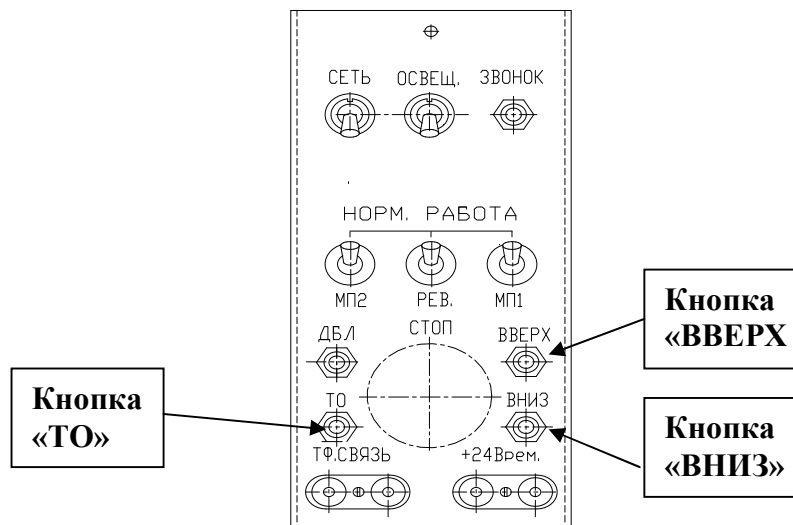 СЕТЬ ОСВЕЩ. ЗВОНОК
НОРМ. РАБОТА
МП2 РЕВ. МП1
ДБЛ СТОП ВВЕРХ
ТО ВНИЗ
ТФ.СВЯЗЬ +24Врем.
Кнопка
«ВВЕРХ
Кнопка
«ТО»
Кнопка
«ВНИЗ»